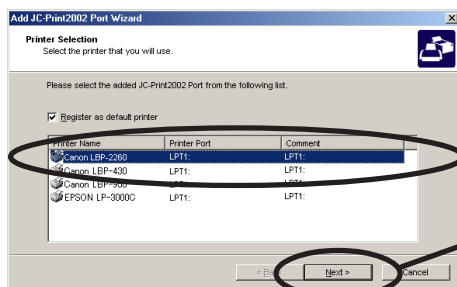 Add JC-Print2002 Port Wizard
Printer Selection
Select the printer that you will use.
Please select the added JC-Print2002 Port from the following list.
Register as default printer
Printer Name Printer Port Comment
Canon LBP-2260 LPT1: LPT1:
Canon LBP-430 LPT1: LPT1:
Canon LPT1: LPT1:
EPSON LP-3000C LPT1: LPT1:
Next > Cancel